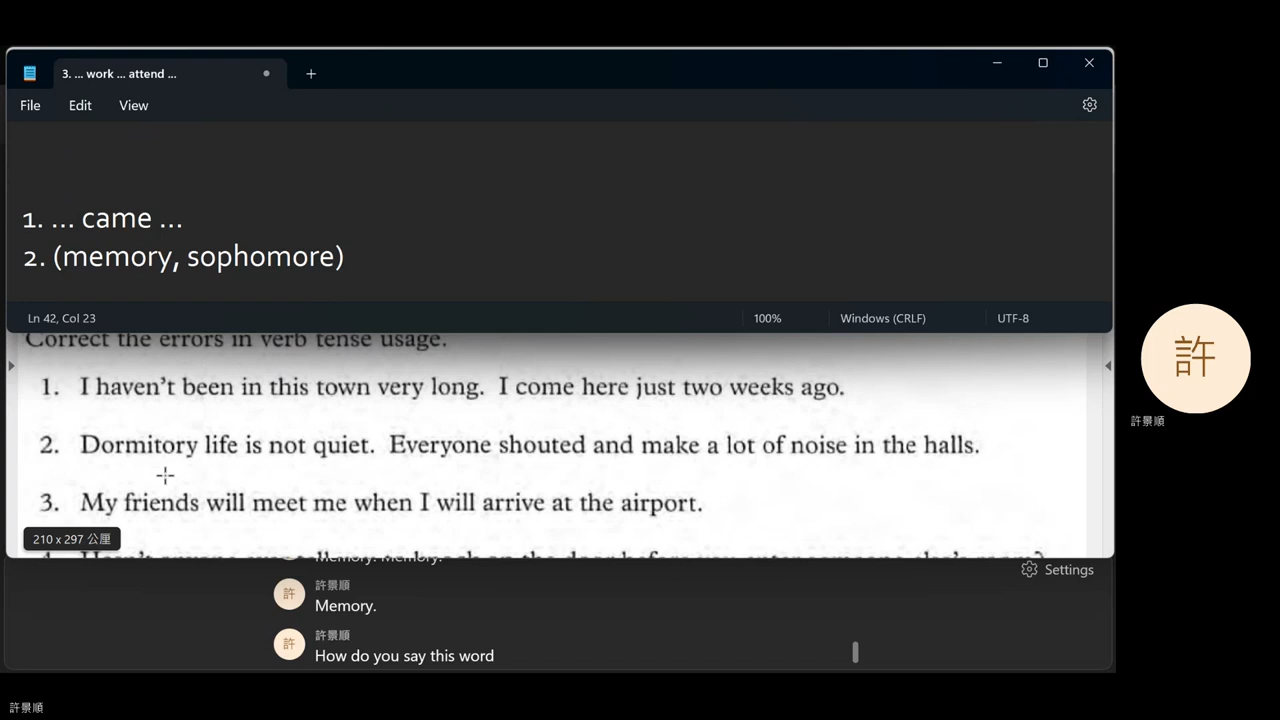 3. ... work ... attend ...
File Edit View
1. ... came ...
2. (memory, sophomore)
Ln 42, Col 23 100% Windows (CRLF) UTF-8
Correct the errors in verb tense usage.
1. I haven't been in this town very long. I come here just two weeks ago.
2. Dormitory life is not quiet. Everyone shouted and make a lot of noise in the halls.
3. My friends will meet me when I will arrive at the airport.
210 x 297 公厘
Memory. Memory.
Settings
許景順
許
Memory.
許景順
許
How do you say this word
許
許景順
許景順